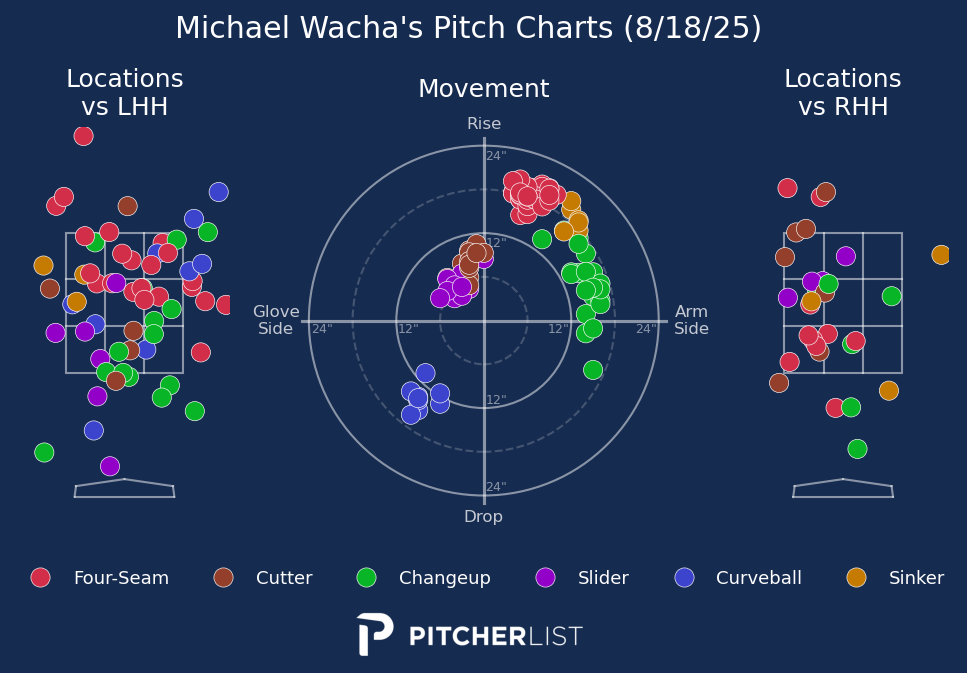 Michael Wacha's Pitch Charts (8/18/25)
Locations
vs LHH
Movement
Locations
vs RHH
Rise
24"
12"
Glove
Side
24"
12"
12"
24"
Arm
Side
12"
24"
Drop
Four-Seam
Cutter
Changeup
Slider
Curveball
Sinker
PITCHERLIST